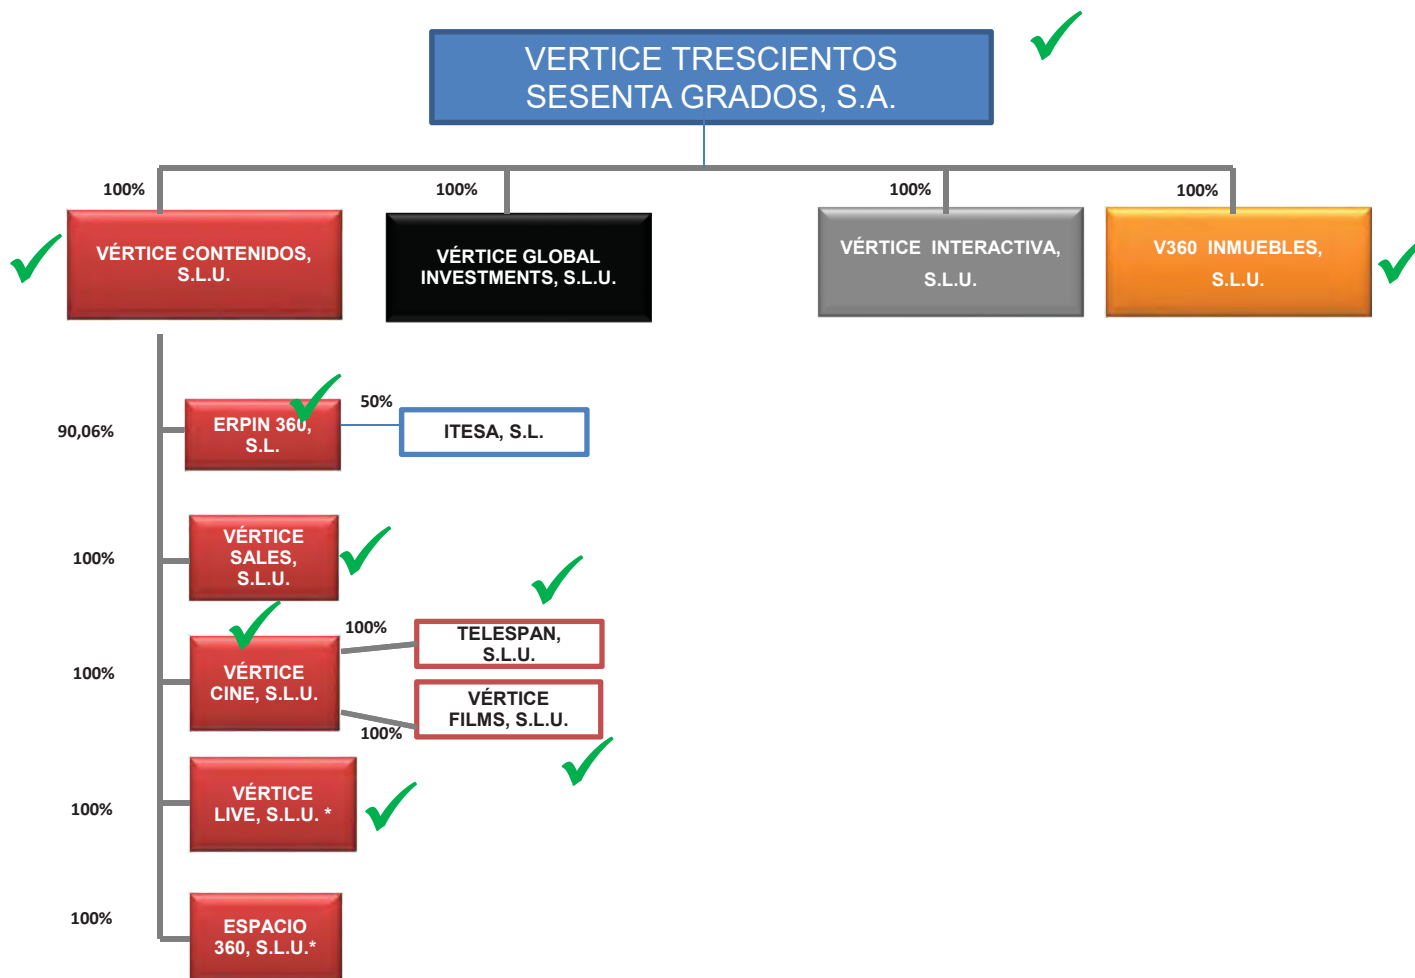 VERTICE TRESCIENTOS
SESENTA GRADOS, S.A.
100%
100%
100%
100%
VÉRTICE CONTENIDOS,
S.L.U.
VÉRTICE GLOBAL
INVESTMENTS, S.L.U.
VÉRTICE INTERACTIVA,
S.L.U.
V360 INMUEBLES,
S.L.U.
90,06%
ERPIN 360,
S.L.
50%
ITESA, S.L.
100%
VÉRTICE
SALES,
S.L.U.
100%
VÉRTICE
CINE, S.L.U.
100%
TELESPAN,
S.L.U.
100%
VÉRTICE
FILMS, S.L.U.
100%
VÉRTICE
LIVE, S.L.U. *
100%
ESPACIO
360, S.L.U.*